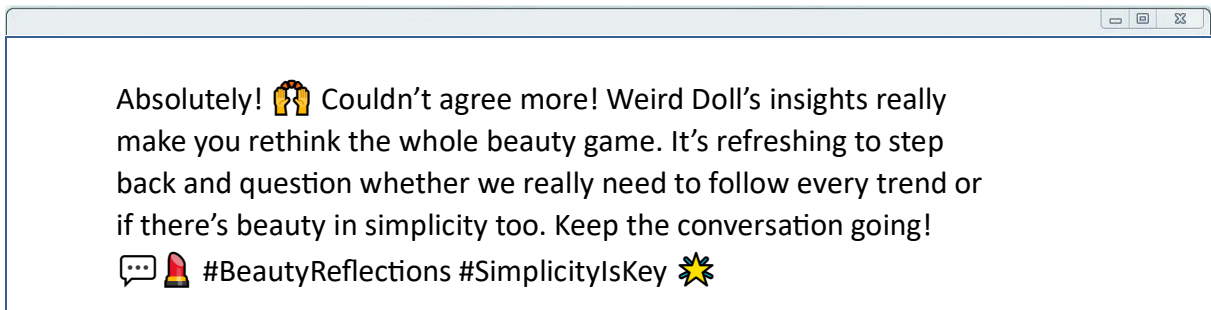 Absolutely! 🙌 Couldn’t agree more! Weird Doll’s insights really
make you rethink the whole beauty game. It’s refreshing to step
back and question whether we really need to follow every trend or
if there’s beauty in simplicity too. Keep the conversation going!
💬💄 #BeautyReflections #SimplicityIsKey 🌟